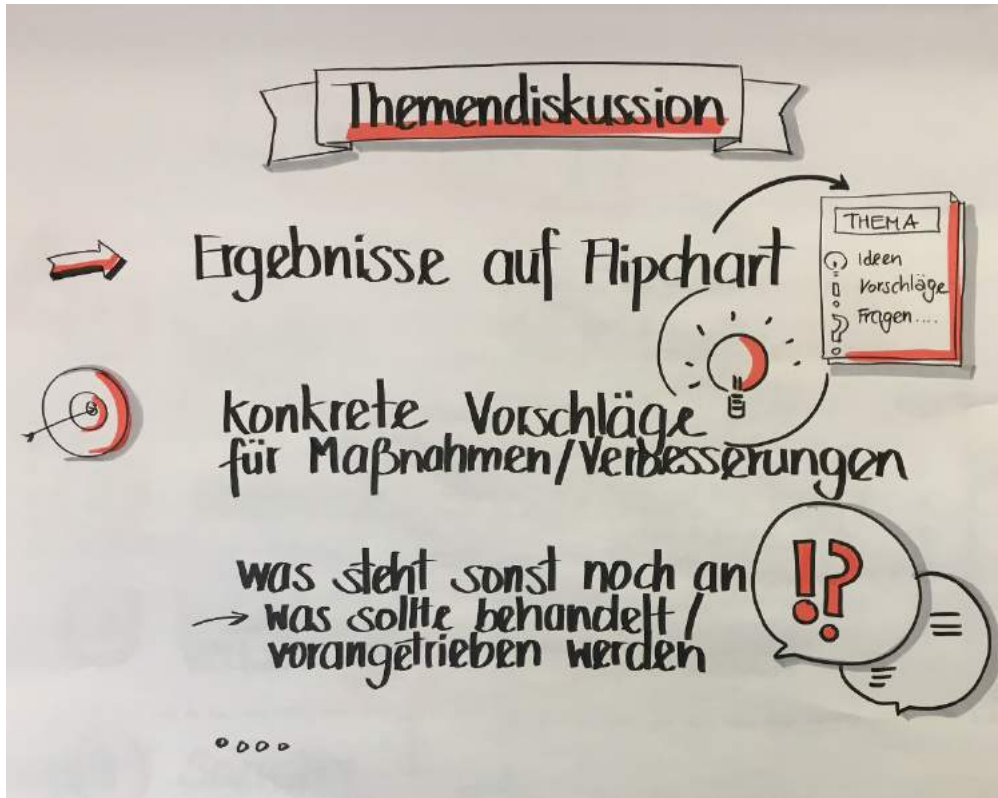 Themendiskussion
Ergebnisse auf Flipchart
THEMA
Ideen
Vorschläge
Fragen....
konkrete Vorschläge
für Maßnahmen/Verbesserungen
!?
was steht sonst noch an
→ was sollte behandelt /
vorangetrieben werden
....